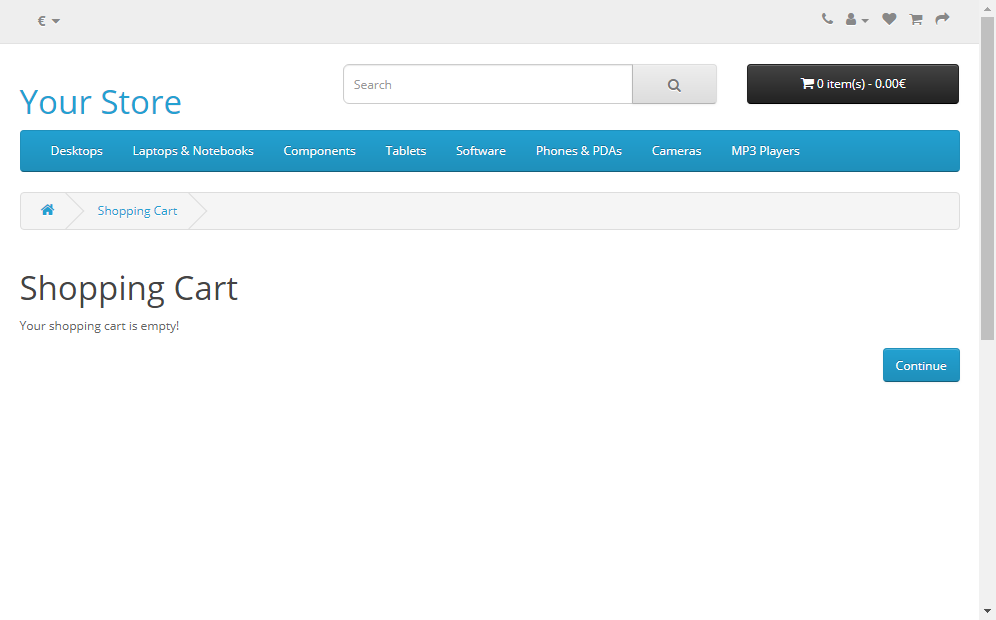 €
Your Store
Search
0 item(s) - 0.00€
Desktops Laptops & Notebooks Components Tablets Software Phones & PDAs Cameras MP3 Players
Shopping Cart
Shopping Cart
Your shopping cart is empty!
Continue